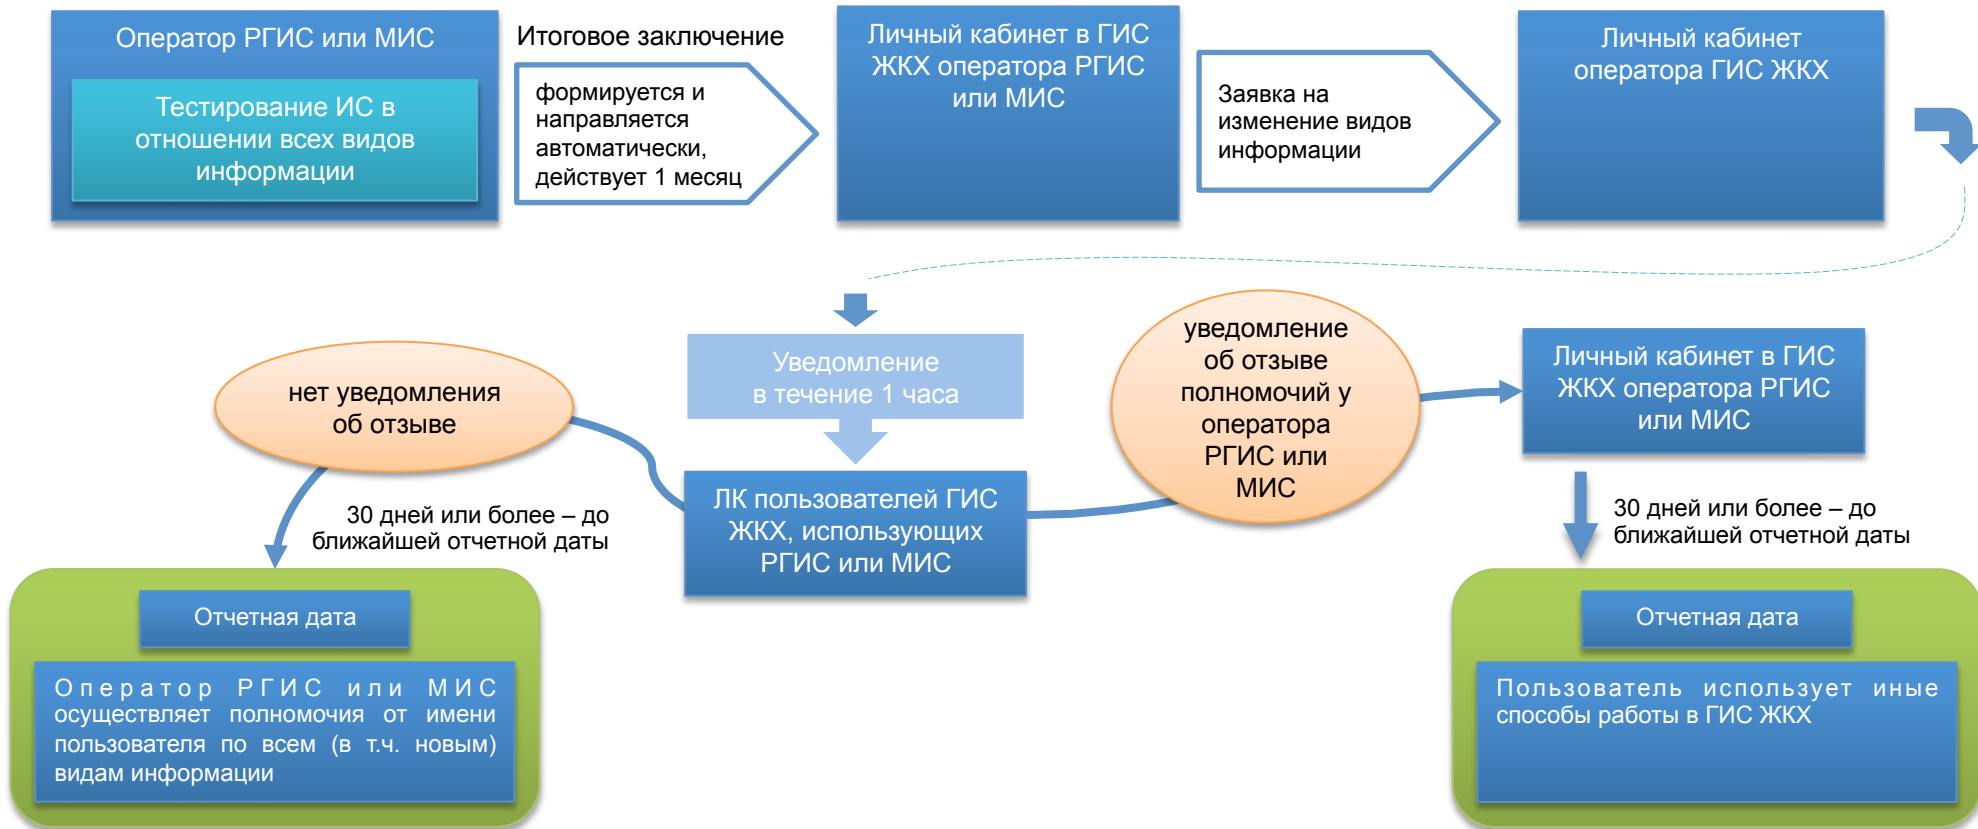 Оператор РГИС или МИС
Тестирование ИС в
отношении всех видов
информации
Итоговое заключение
формируется и
направляется
автоматически,
действует 1 месяц
Личный кабинет в ГИС
ЖКХ оператора РГИС
или МИС
Заявка на
изменение видов
информации
Личный кабинет
оператора ГИС ЖКХ
Уведомление
в течение 1 часа
нет уведомления
об отзыве
ЛК пользователей ГИС
ЖКХ, использующих
РГИС или МИС
уведомление
об отзыве
полномочий у
оператора
РГИС или
МИС
Личный кабинет в ГИС
ЖКХ оператора РГИС
или МИС
30 дней или более – до
ближайшей отчетной даты
30 дней или более – до
ближайшей отчетной даты
Отчетная дата
Оператор РГИС или МИС
осуществляет полномочия от имени
пользователя по всем (в т.ч. новым)
видам информации
Отчетная дата
Пользователь использует иные
способы работы в ГИС ЖКХ